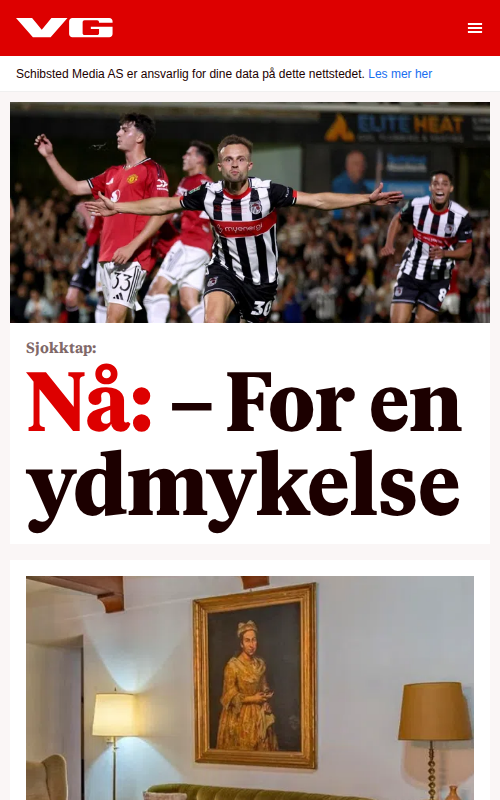 VG
Schibsted Media AS er ansvarlig for dine data på dette nettstedet. Les mer her
ELITE HEAT
myenergi
33
30
8
Sjokktap:
Nå: – For en
ydmykelse